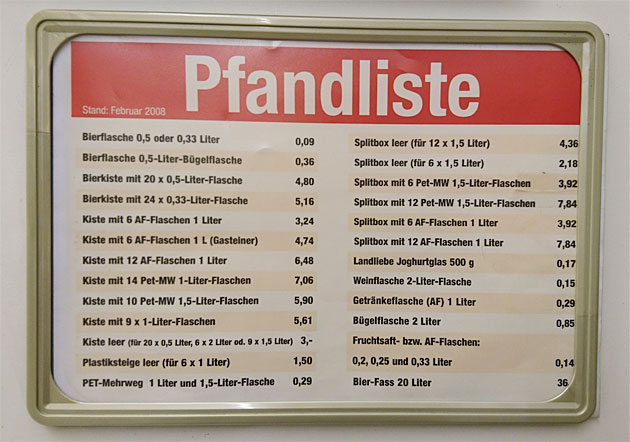 Pfandliste
Stand: Februar 2008
Bierflasche 0,5 oder 0,33 Liter 0,09
Bierflasche 0,5-Liter-Bügelflasche 0,36
Bierkiste mit 20 x 0,5-Liter-Flasche 4,80
Bierkiste mit 24 x 0,33-Liter-Flasche 5,16
Kiste mit 6 AF-Flaschen 1 Liter 3,24
Kiste mit 6 AF-Flaschen 1 L (Gasteiner) 4,74
Kiste mit 12 AF-Flaschen 1 Liter 6,48
Kiste mit 14 Pet-MW 1-Liter-Flaschen 7,06
Kiste mit 10 Pet-MW 1,5-Liter-Flaschen 5,90
Kiste mit 9 x 1-Liter-Flaschen 5,61
Kiste leer (für 20 x 0,5 Liter, 6 x 2 Liter od. 9 x 1,5 Liter) 3,-
Plastiksteige leer (für 6 x 1 Liter) 1,50
PET-Mehrweg 1 Liter und 1,5-Liter-Flasche 0,29
Splitbox leer (für 12 x 1,5 Liter) 4,36
Splitbox leer (für 6 x 1,5 Liter) 2,18
Splitbox mit 6 Pet-MW 1,5-Liter-Flaschen 3,92
Splitbox mit 12 Pet-MW 1,5-Liter-Flaschen 7,84
Splitbox mit 6 AF-Flaschen 1 Liter 3,92
Splitbox mit 12 AF-Flaschen 1 Liter 7,84
Landliebe Joghurtglas 500 g 0,17
Weinflasche 2-Liter-Flasche 0,15
Getränkeflasche (AF) 1 Liter 0,29
Bügelflasche 2 Liter 0,85
Fruchtsaft- bzw. AF-Flaschen:
0,2, 0,25 und 0,33 Liter 0,14
Bier-Fass 20 Liter 36